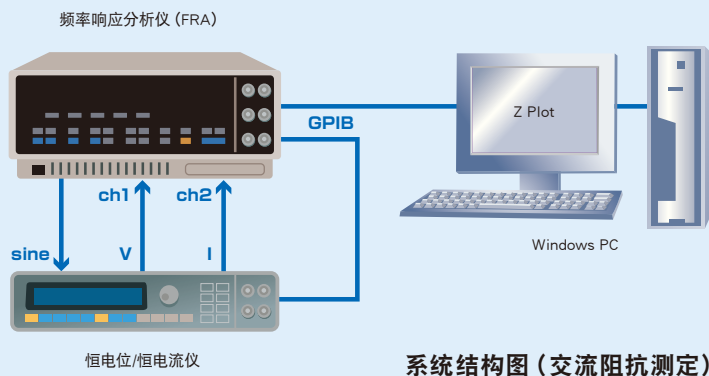 频率响应分析仪（FRA）
Z Plot
GPIB
ch1
ch2
Windows PC
sine
V
I
恒电位/恒电流仪
系统结构图（交流阻抗测定）